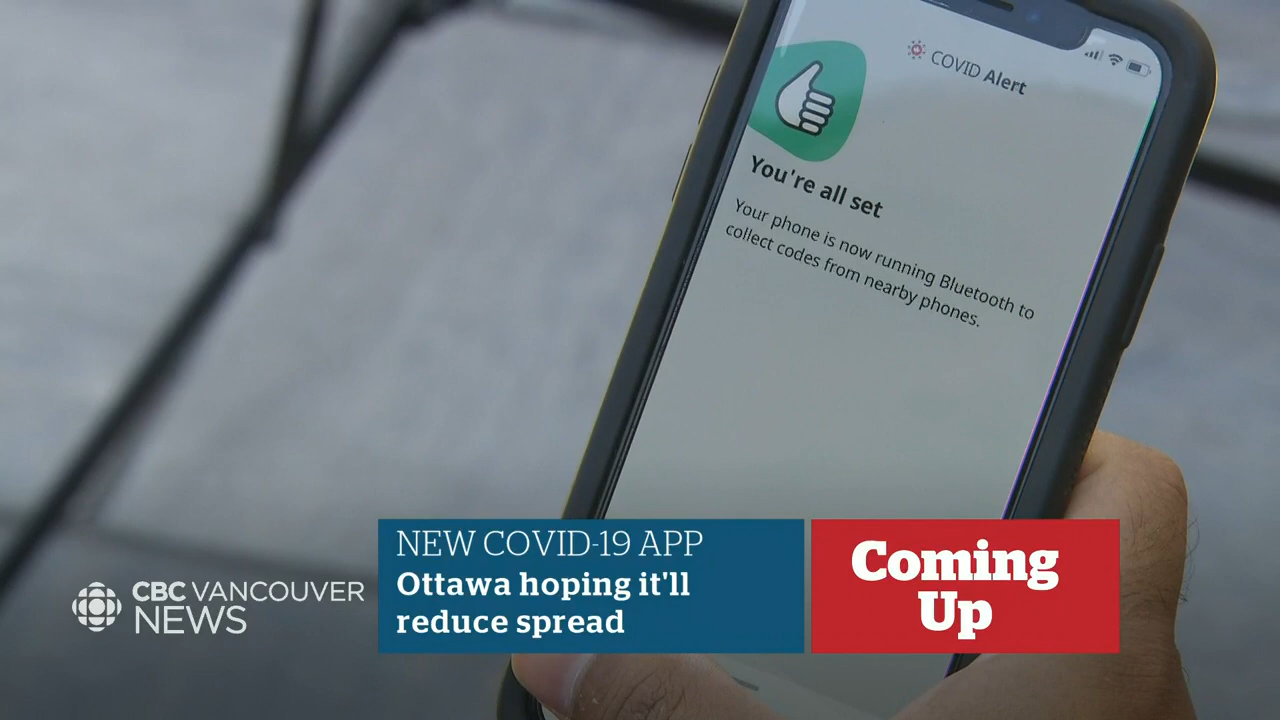 COVID Alert
You're all set
Your phone is now running Bluetooth to
collect codes from nearby phones.
NEW COVID-19 APP
Ottawa hoping it'll
reduce spread
Coming
Up
CBC VANCOUVER
NEWS